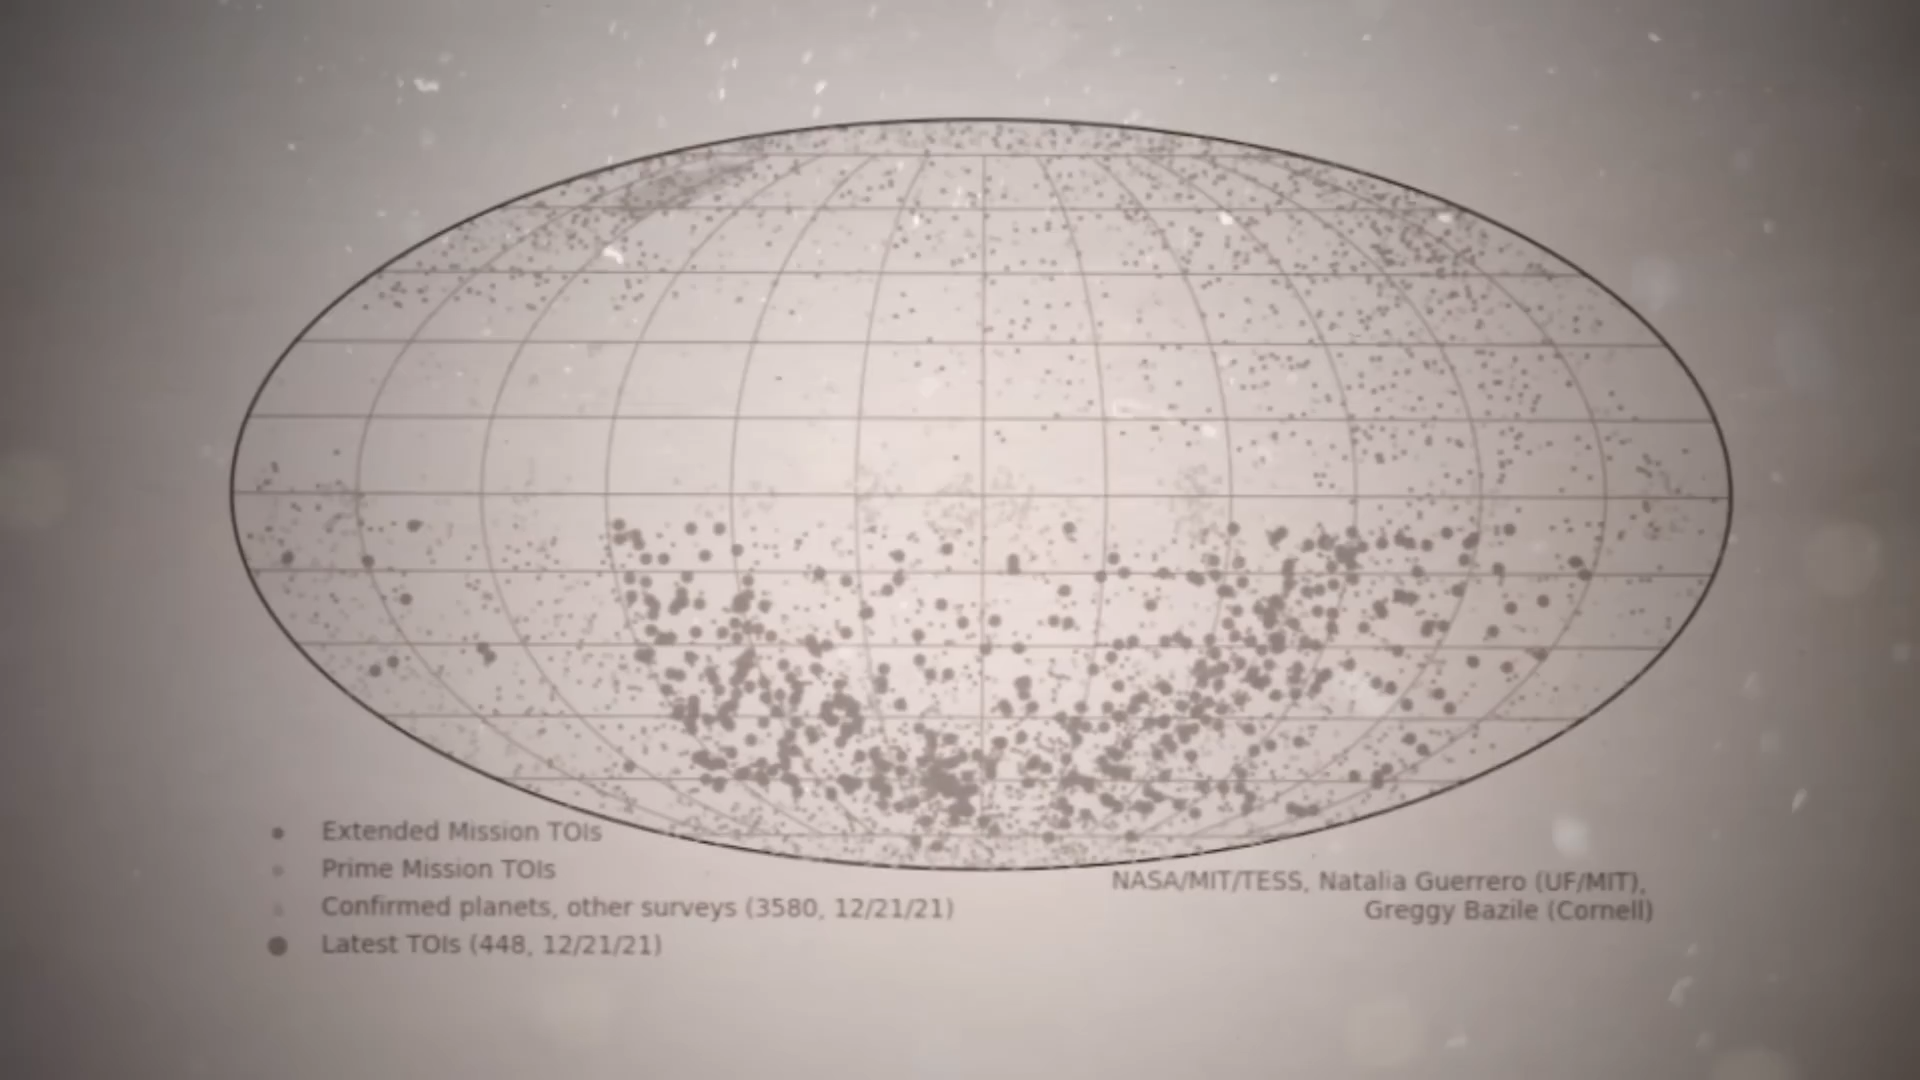 Extended Mission TOIs
Prime Mission TOIs
Confirmed planets, other surveys (3580, 12/21/21)
Latest TOIs (448, 12/21/21)
NASA/MIT/TESS, Natalia Guerrero (UF/MIT),
Greggy Bazile (Cornell)